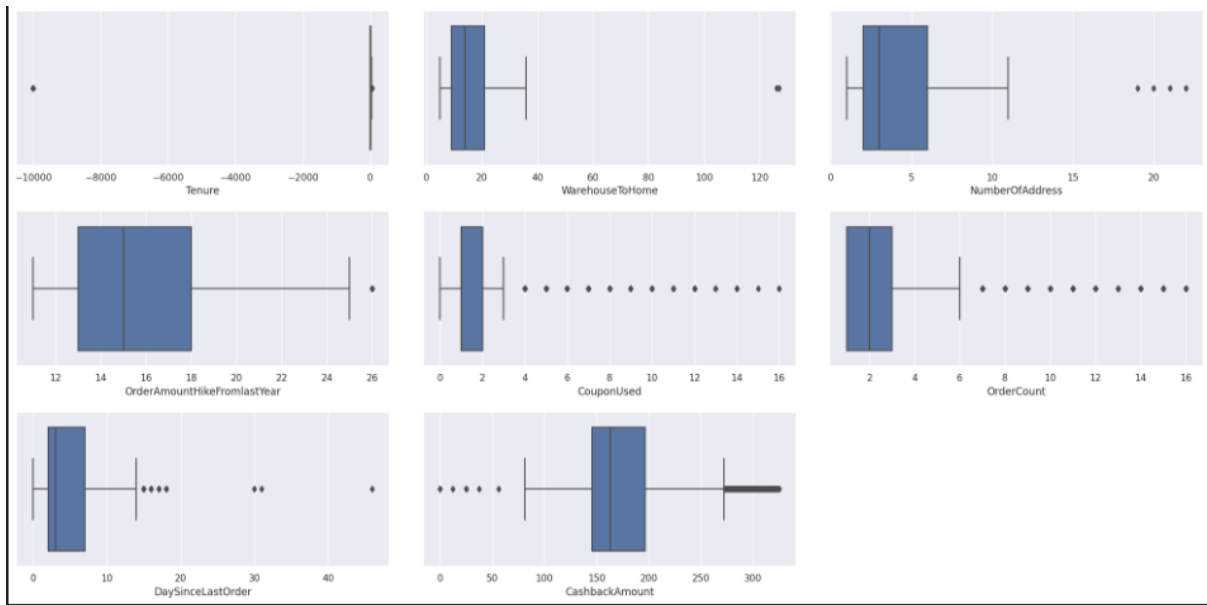 −10000 −8000 −6000 −4000 −2000 0
Tenure
0 20 40 60 80 100 120
WarehouseToHome
0 5 10 15 20
NumberOfAddress
12 14 16 18 20 22 24 26
OrderAmountHikeFromlastYear
0 2 4 6 8 10 12 14 16
CouponUsed
2 4 6 8 10 12 14 16
OrderCount
0 10 20 30 40
DaySinceLastOrder
0 50 100 150 200 250 300
CashbackAmount